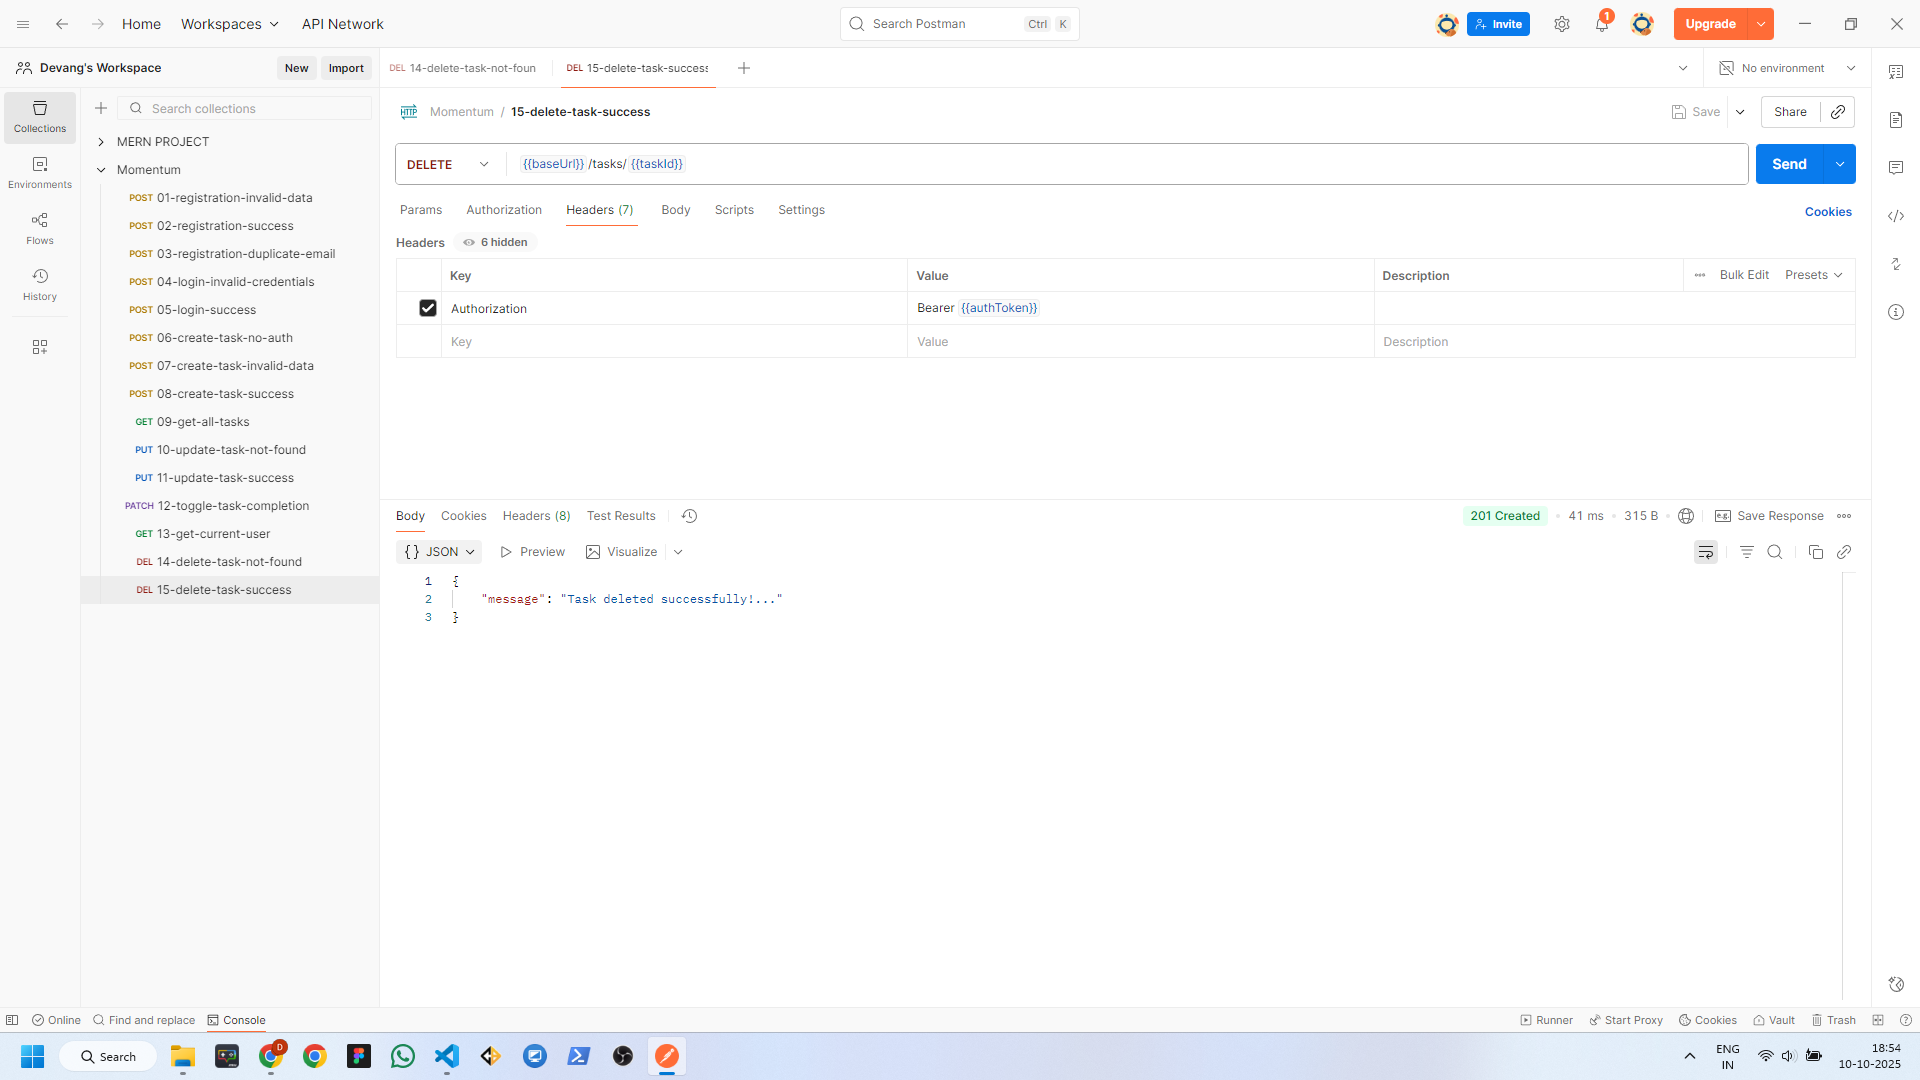 Home
Workspaces
API Network
Search Postman
Ctrl K
Invite
1
Upgrade
Devang's Workspace
New
Import
DEL 14-delete-task-not-foun
DEL 15-delete-task-success
No environment
Collections
Environments
Flows
History
Search collections
MERN PROJECT
Momentum
POST 01-registration-invalid-data
POST 02-registration-success
POST 03-registration-duplicate-email
POST 04-login-invalid-credentials
POST 05-login-success
POST 06-create-task-no-auth
POST 07-create-task-invalid-data
POST 08-create-task-success
GET 09-get-all-tasks
PUT 10-update-task-not-found
PUT 11-update-task-success
PATCH 12-toggle-task-completion
GET 13-get-current-user
DEL 14-delete-task-not-found
DEL 15-delete-task-success
HTTP Momentum / 15-delete-task-success
Save
Share
DELETE
{{baseUrl}} /tasks/ {{taskId}}
Send
Params
Authorization
Headers (7)
Body
Scripts
Settings
Cookies
Headers
6 hidden
Key
Value
Description
Bulk Edit
Presets
Authorization
Bearer {{authToken}}
Key
Value
Description
Body
Cookies
Headers (8)
Test Results
201 Created
41 ms
315 B
e.g. Save Response
{} JSON
Preview
Visualize
1 {
2 "message": "Task deleted successfully!..."
3 }
Online
Find and replace
Console
Runner
Start Proxy
Cookies
Vault
Trash
Search
D
ENG
IN
18:54
10-10-2025